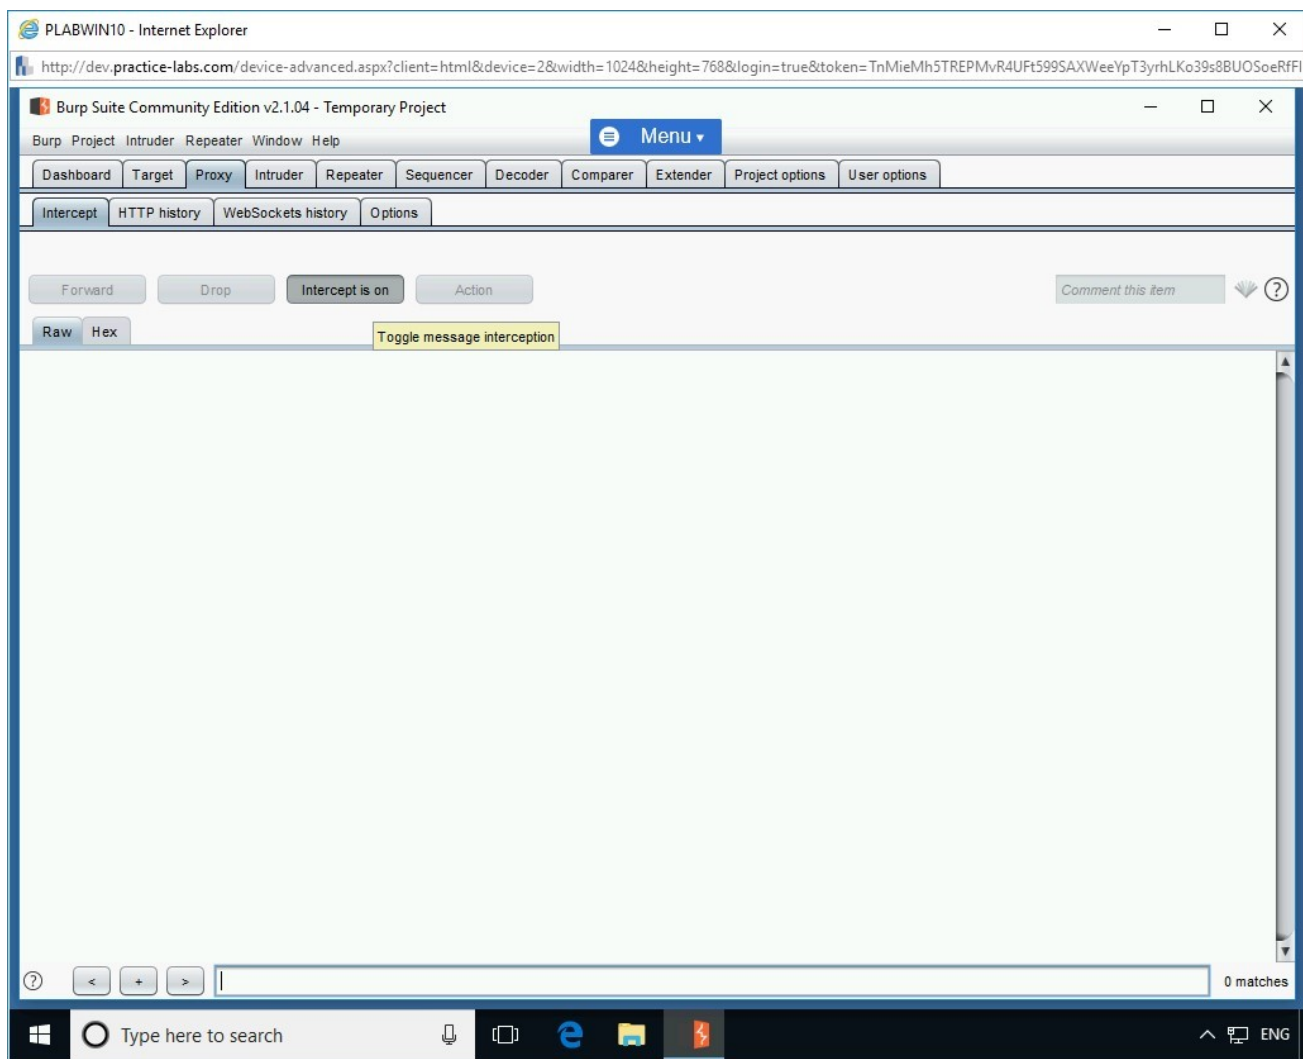 PLABWIN10 - Internet Explorer
http://dev.practice-labs.com/device-advanced.aspx?client=html&device=2&width=1024&height=768&login=true&token=TnMieMh5TREPMvR4UFt599SAXWeeYpT3yrhLKo39s8BUOSoeRfFI
Burp Suite Community Edition v2.1.04 - Temporary Project
Burp Project Intruder Repeater Window Help
Menu
Dashboard Target Proxy Intruder Repeater Sequencer Decoder Comparer Extender Project options User options
Intercept HTTP history WebSockets history Options
Forward Drop Intercept is on Action Comment this item ?
Raw Hex
Toggle message interception
? < + > 0 matches
Type here to search ENG